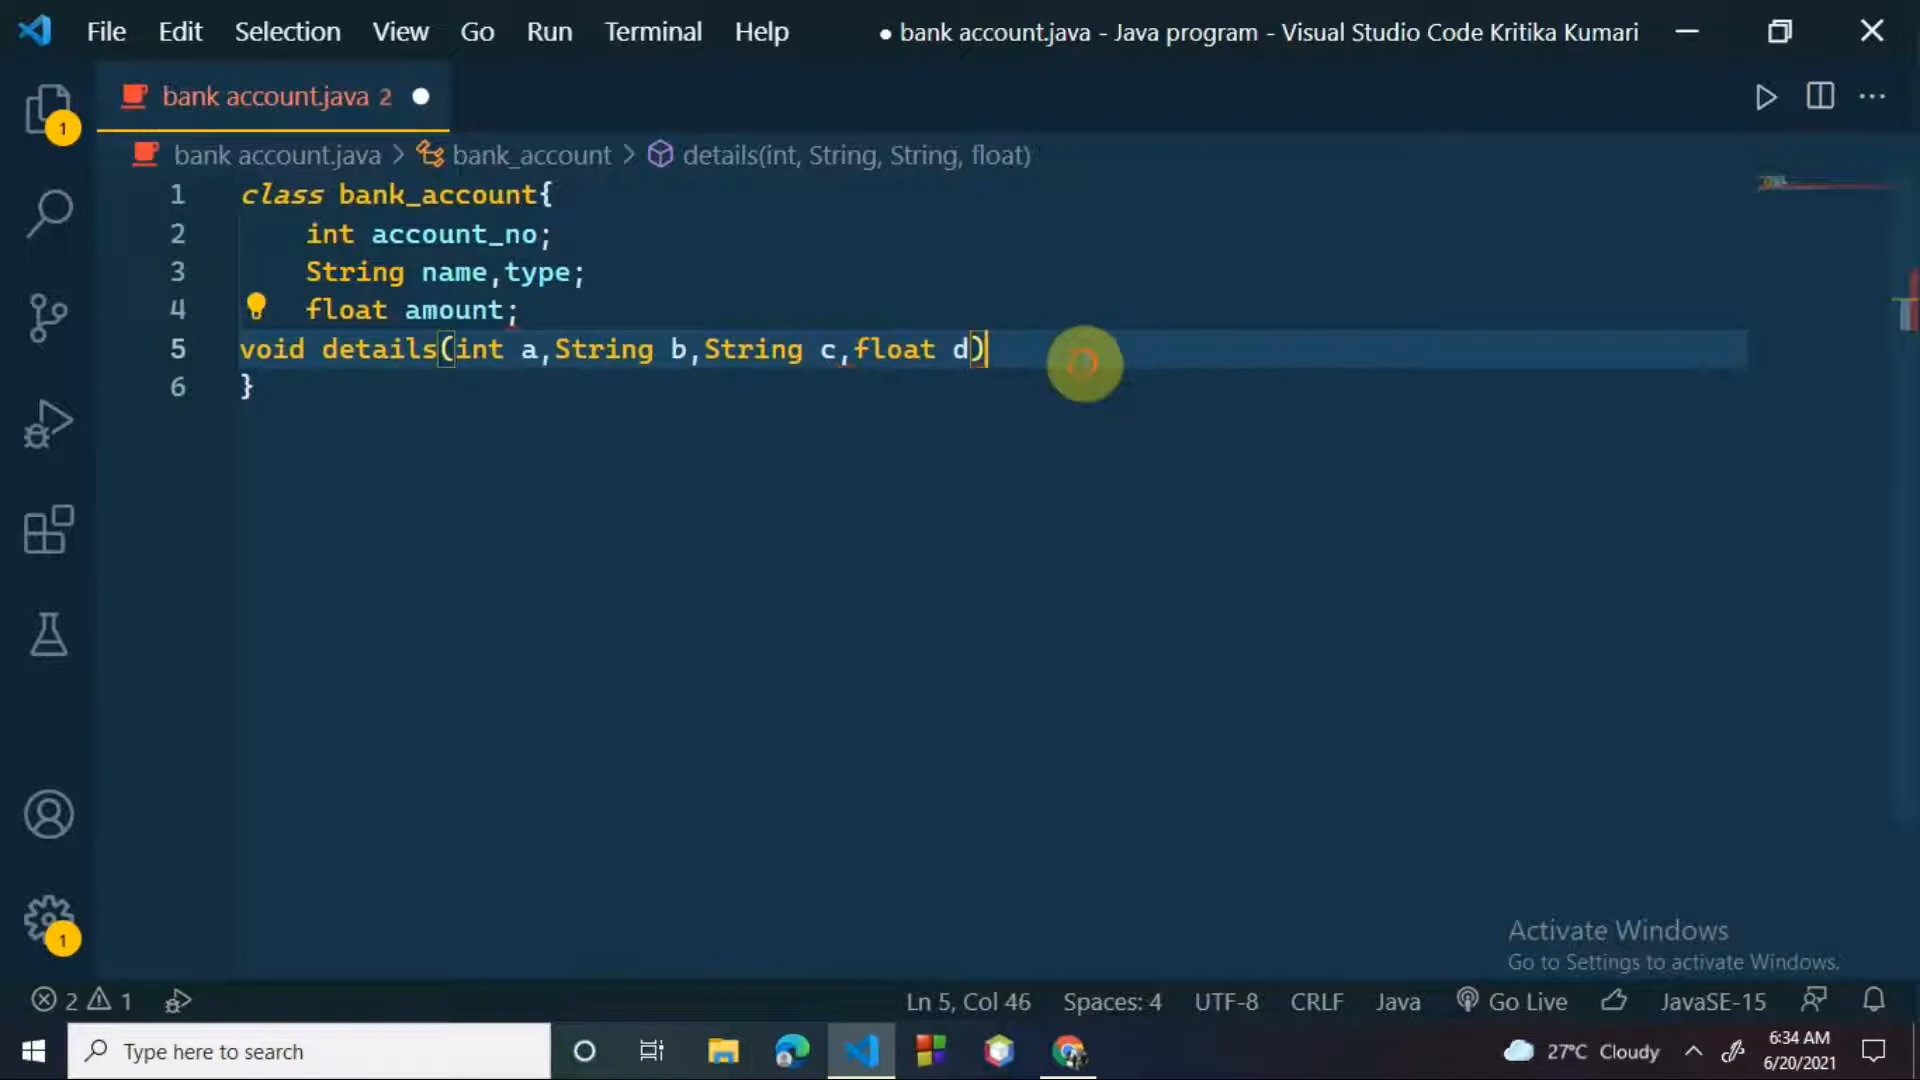 File Edit Selection View Go Run Terminal Help ● bank account.java - Java program - Visual Studio Code Kritika Kumari
bank account.java 2
1
bank account.java > bank_account > details(int, String, String, float)
1 class bank_account{
2 int account_no;
3 String name,type;
4 float amount;
5 void details(int a,String b,String c,float d)
6 }
Activate Windows
Go to Settings to activate Windows.
1
2 1 Ln 5, Col 46 Spaces: 4 UTF-8 CRLF Java Go Live JavaSE-15
Type here to search 27°C Cloudy 6:34 AM
6/20/2021